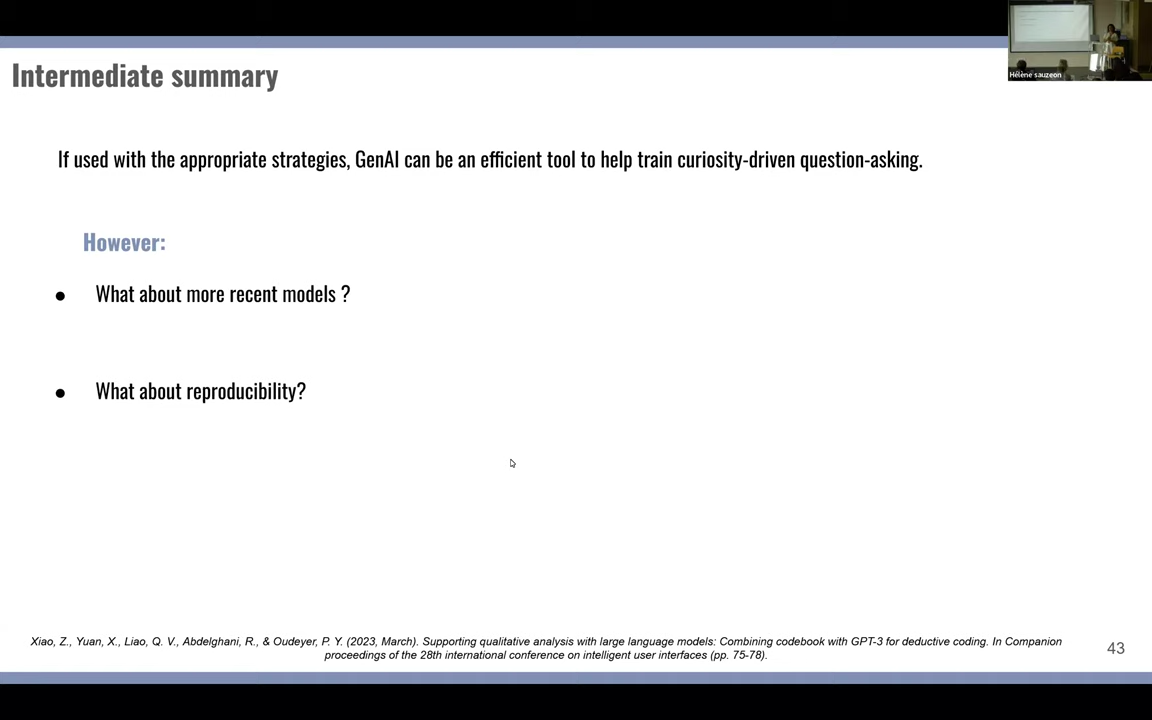 Hélène sauzeon
Intermediate summary
If used with the appropriate strategies, GenAI can be an efficient tool to help train curiosity-driven question-asking.
However:
● What about more recent models ?
● What about reproducibility?
Xiao, Z., Yuan, X., Liao, Q. V., Abdelghani, R., & Oudeyer, P. Y. (2023, March). Supporting qualitative analysis with large language models: Combining codebook with GPT-3 for deductive coding. In Companion
proceedings of the 28th international conference on intelligent user interfaces (pp. 75-78).
43